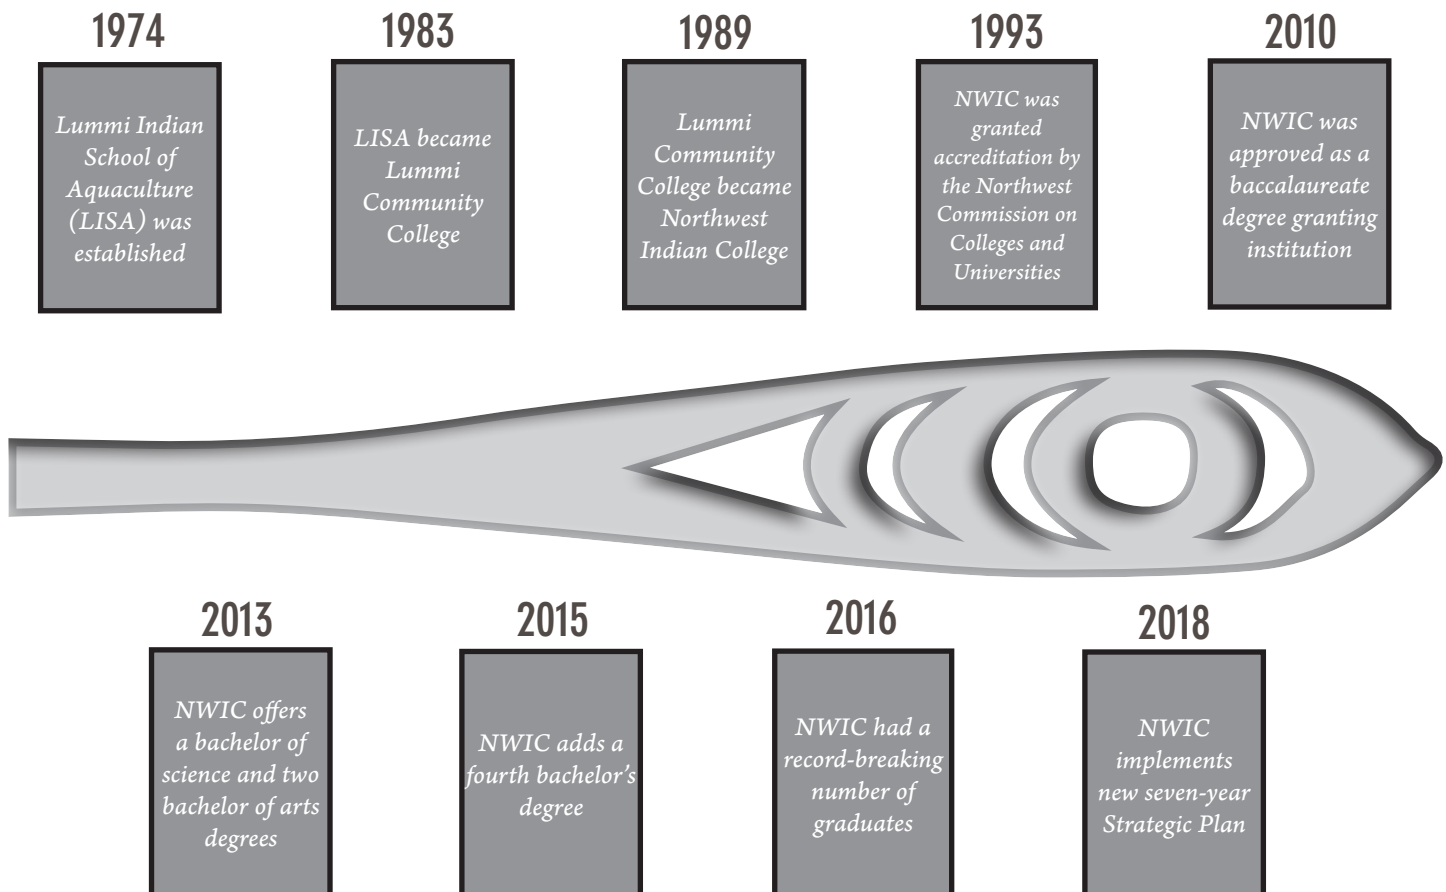 1974
Lummi Indian
School of
Aquaculture
(LISA) was
established
1983
LISA became
Lummi
Community
College
1989
Lummi
Community
College became
Northwest
Indian College
1993
NWIC was
granted
accreditation by
the Northwest
Commission on
Colleges and
Universities
2010
NWIC was
approved as a
baccalaureate
degree granting
institution
2013
NWIC offers
a bachelor of
science and two
bachelor of arts
degrees
2015
NWIC adds a
fourth bachelor’s
degree
2016
NWIC had a
record-breaking
number of
graduates
2018
NWIC
implements
new seven-year
Strategic Plan